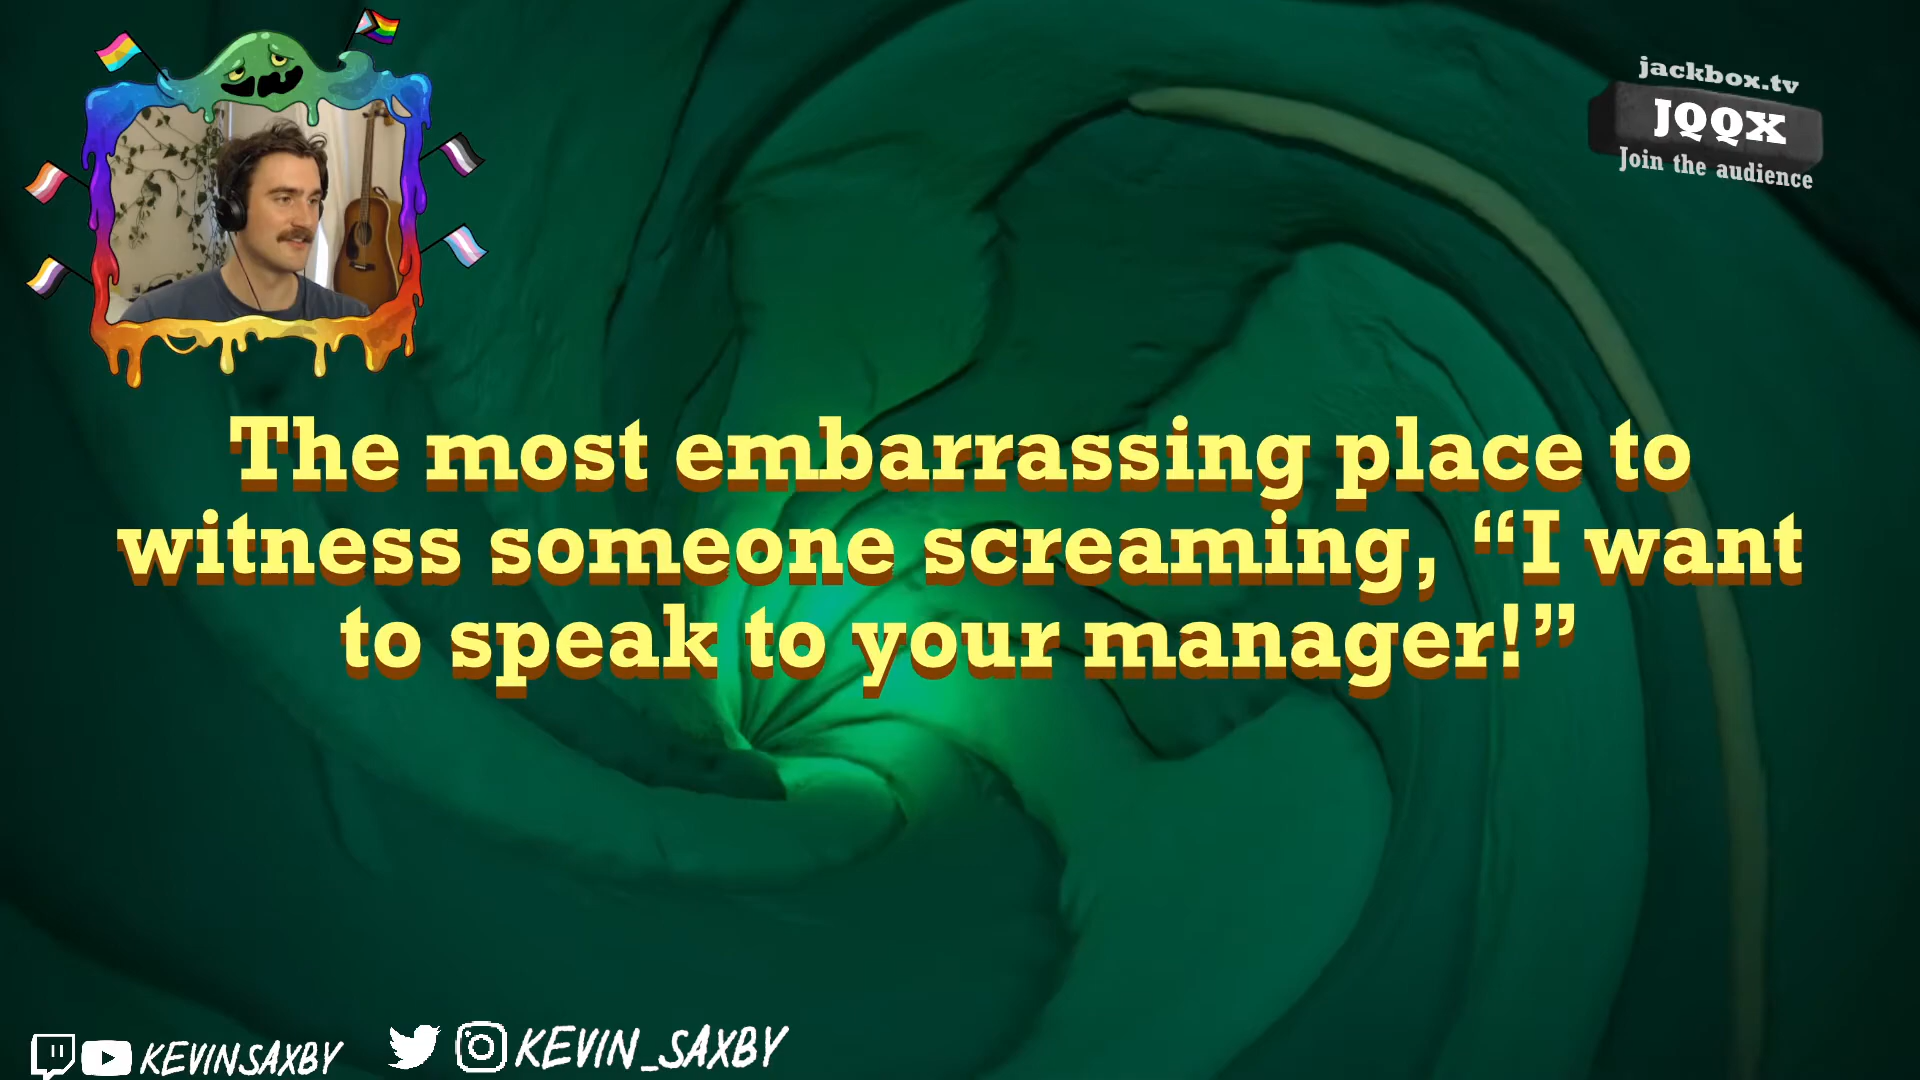 jackbox.tv
JQQX
Join the audience
The most embarrassing place to
witness someone screaming, “I want
to speak to your manager!”
KEVINSAXBY
KEVIN_SAXBY